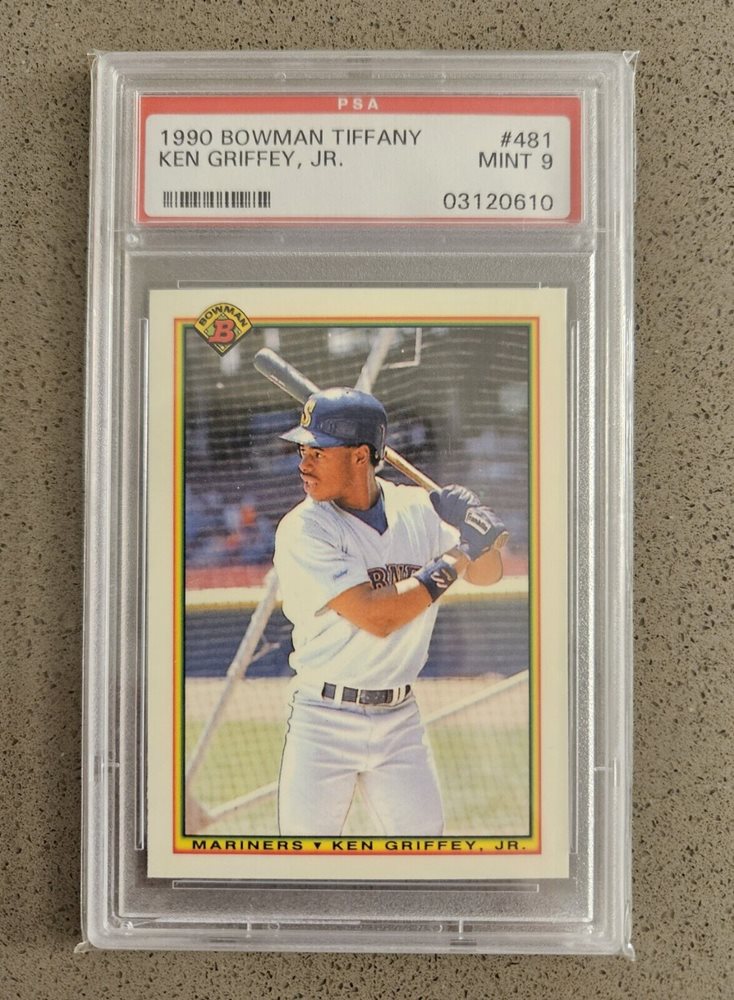 PSA
1990 BOWMAN TIFFANY #481
KEN GRIFFEY, JR. MINT 9
03120610
BOWMAN
B
S
MARINERS ▼ KEN GRIFFEY, JR.